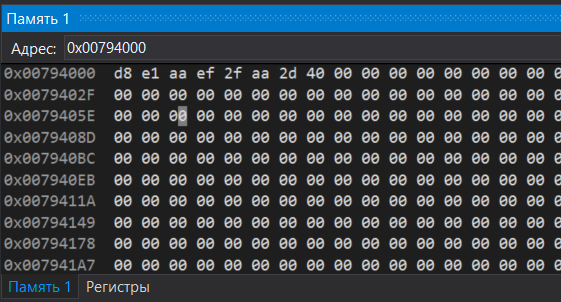 Память 1
Адрес: 0x00794000
0x00794000 d8 e1 aa ef 2f aa 2d 40 00 00 00 00 00 00 00 00
0x0079402F 00 00 00 00 00 00 00 00 00 00 00 00 00 00 00 00
0x0079405E 00 00 00 00 00 00 00 00 00 00 00 00 00 00 00 00
0x0079408D 00 00 00 00 00 00 00 00 00 00 00 00 00 00 00 00
0x007940BC 00 00 00 00 00 00 00 00 00 00 00 00 00 00 00 00
0x007940EB 00 00 00 00 00 00 00 00 00 00 00 00 00 00 00 00
0x0079411A 00 00 00 00 00 00 00 00 00 00 00 00 00 00 00 00
0x00794149 00 00 00 00 00 00 00 00 00 00 00 00 00 00 00 00
0x00794178 00 00 00 00 00 00 00 00 00 00 00 00 00 00 00 00
0x007941A7 00 00 00 00 00 00 00 00 00 00 00 00 00 00 00 00
Память 1 Регистры